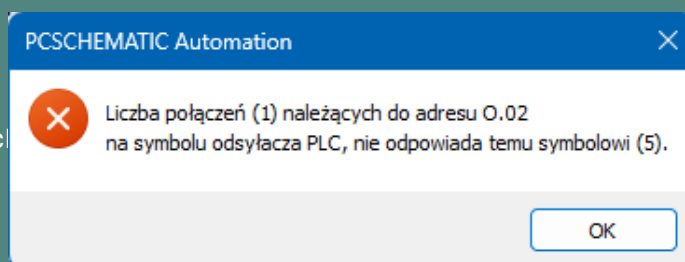 PCSCHEMATIC Automation
Liczba połączeń (1) należących do adresu O.02
na symbolu odsyłacza PLC, nie odpowiada temu symbolowi (5).
OK